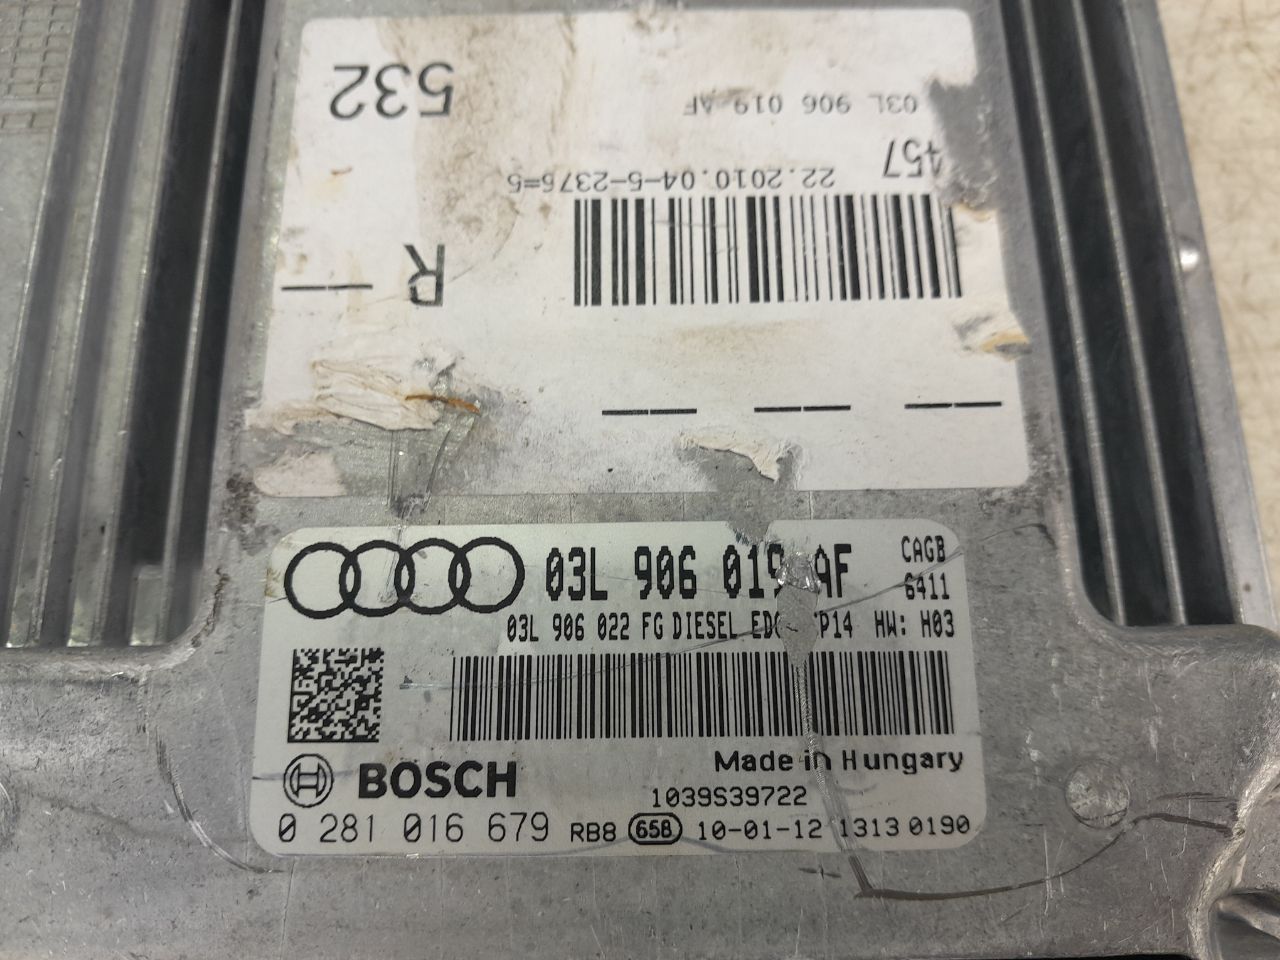 532
03L 906 019 AF
457
22.2010.04-5-2376=5
R
03L 906 019 AF
CAGB
6411
03L 906 022 FG DIESEL P14 HW: H03
BOSCH
Made in Hungary
1039S39722
0 281 016 679 RB8 658 10-01-12 1313 0190